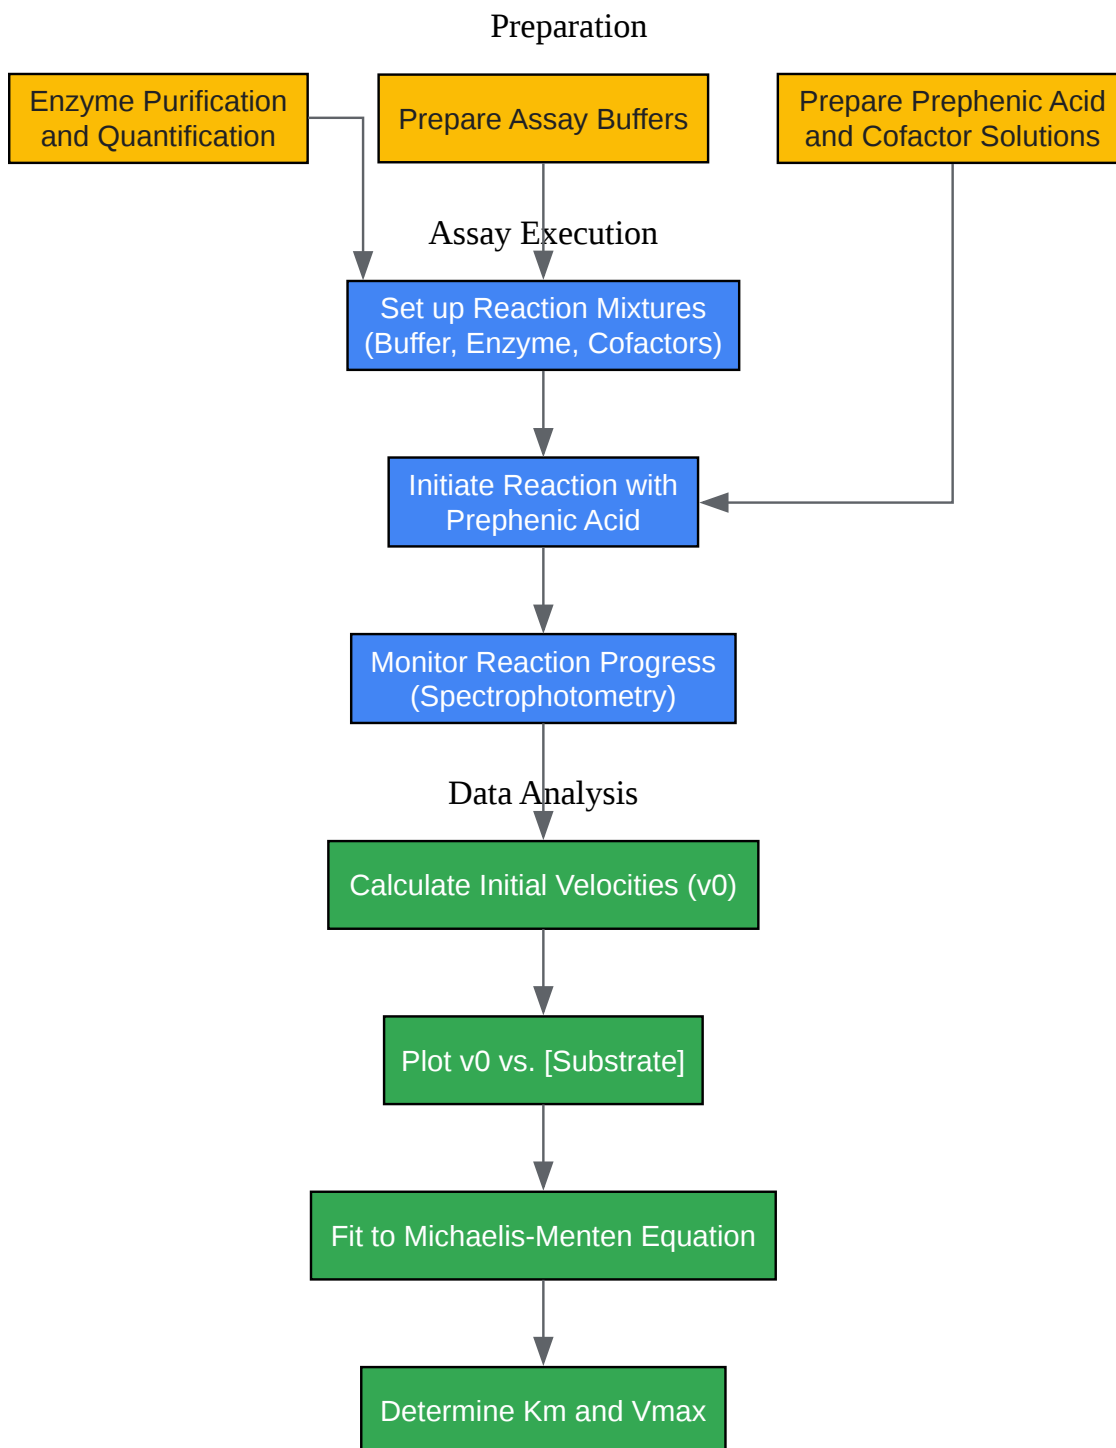 Preparation
Enzyme Purification
and Quantification
Prepare Assay Buffers
Prepare Prephenic Acid
and Cofactor Solutions
Assay Execution
Set up Reaction Mixtures
(Buffer, Enzyme, Cofactors)
Initiate Reaction with
Prephenic Acid
Monitor Reaction Progress
(Spectrophotometry)
Data Analysis
Calculate Initial Velocities (v0)
Plot v0 vs. [Substrate]
Fit to Michaelis-Menten Equation
Determine Km and Vmax